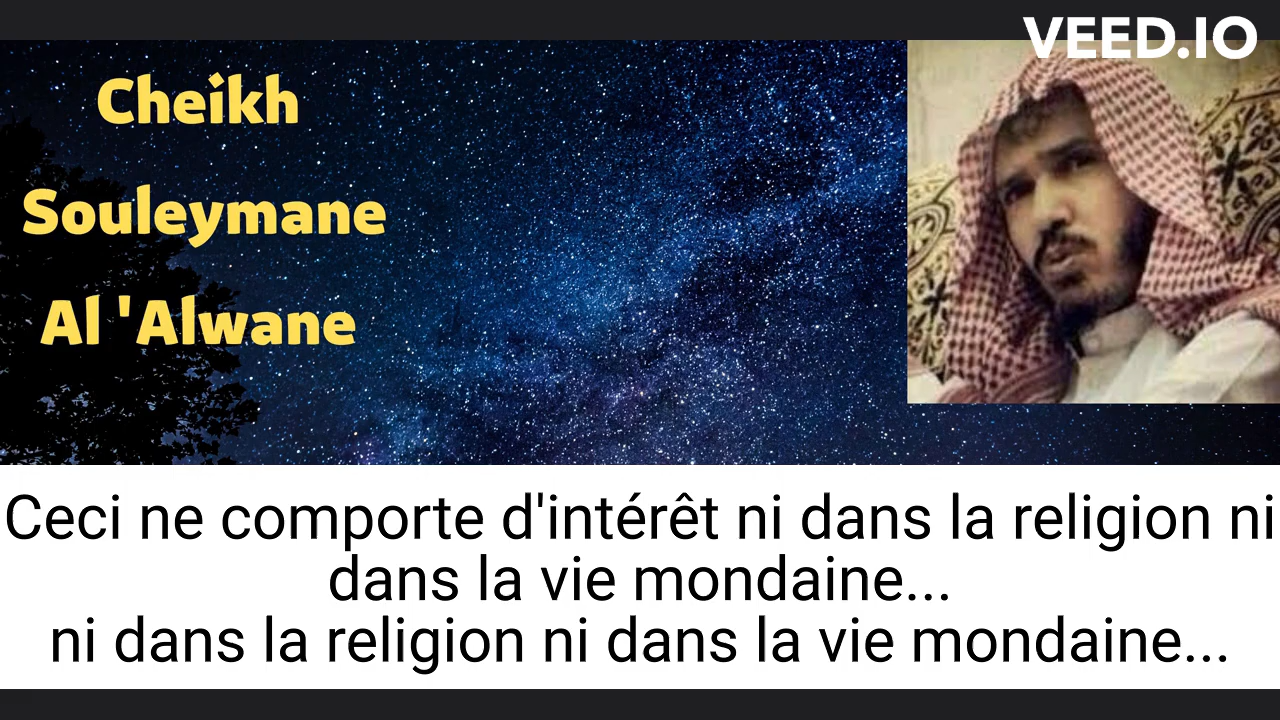 VEED.IO
Cheikh
Souleymane
Al 'Alwane
Ceci ne comporte d'intérêt ni dans la religion ni
dans la vie mondaine...
ni dans la religion ni dans la vie mondaine...